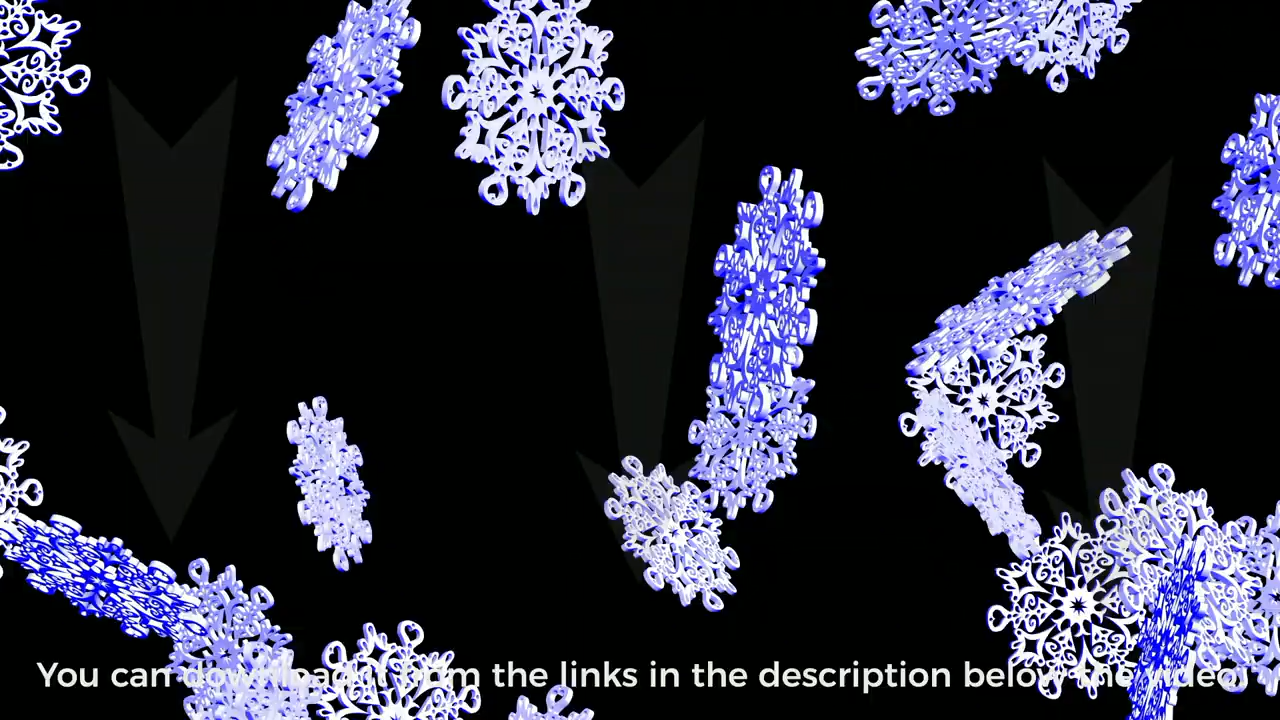 You can download it from the links in the description below the video!